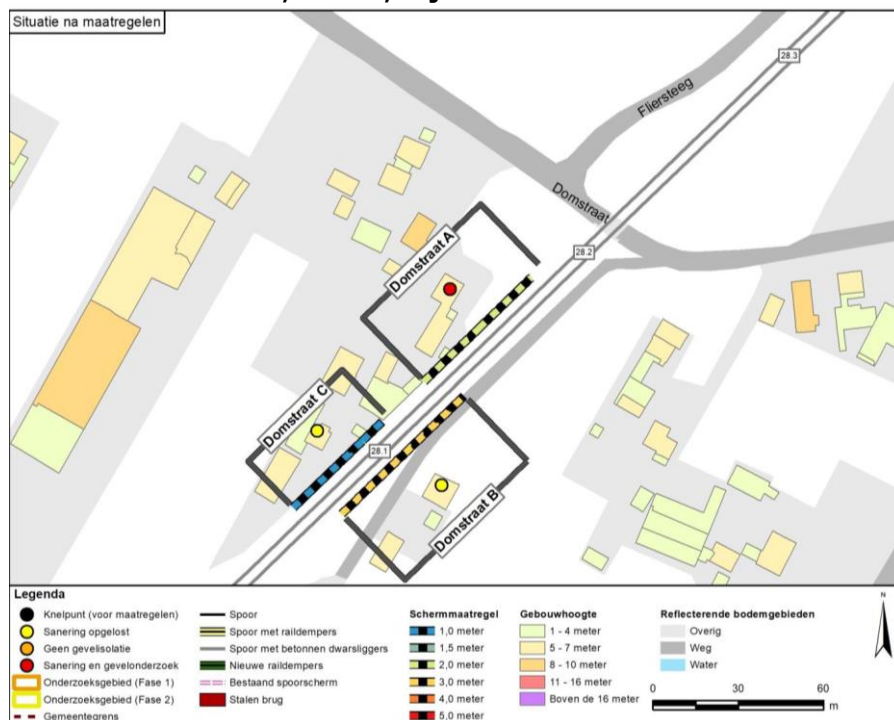 Situatie na maatregelen
28.3
Fliersteeg
Domstraat
28.2
Domstraat A
Domstraat C
28.1
Domstraat B
Legenda
Knelpunt (voor maatregelen)
Sanering opgelost
Geen gevelisolatie
Sanering en gevelonderzoek
Onderzoeksgebied (Fase 1)
Onderzoeksgebied (Fase 2)
Gemeentegrens
Spoor
Spoor met raildempers
Spoor met betonnen dwarsliggers
Nieuwe raildempers
Bestaand spoorscherm
Stalen brug
Schermmaatregel
1,0 meter
1,5 meter
2,0 meter
3,0 meter
4,0 meter
5,0 meter
Gebouwhoogte
1 - 4 meter
5 - 7 meter
8 - 10 meter
11 - 16 meter
Boven de 16 meter
Reflecterende bodemgebieden
Overig
Weg
Water
N
0 30 60
m